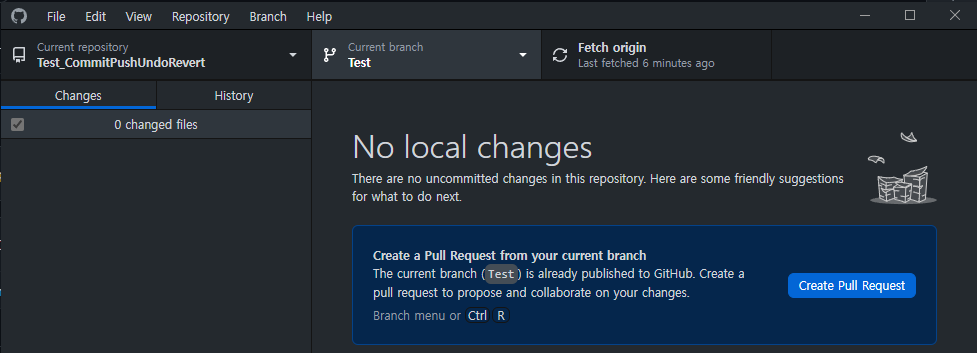 File Edit View Repository Branch Help
Current repository
Test_CommitPushUndoRevert
Current branch
Test
Fetch origin
Last fetched 6 minutes ago
Changes
History
0 changed files
No local changes
There are no uncommitted changes in this repository. Here are some friendly suggestions
for what to do next.
Create a Pull Request from your current branch
The current branch (Test) is already published to GitHub. Create a
pull request to propose and collaborate on your changes.
Branch menu or Ctrl R
Create Pull Request